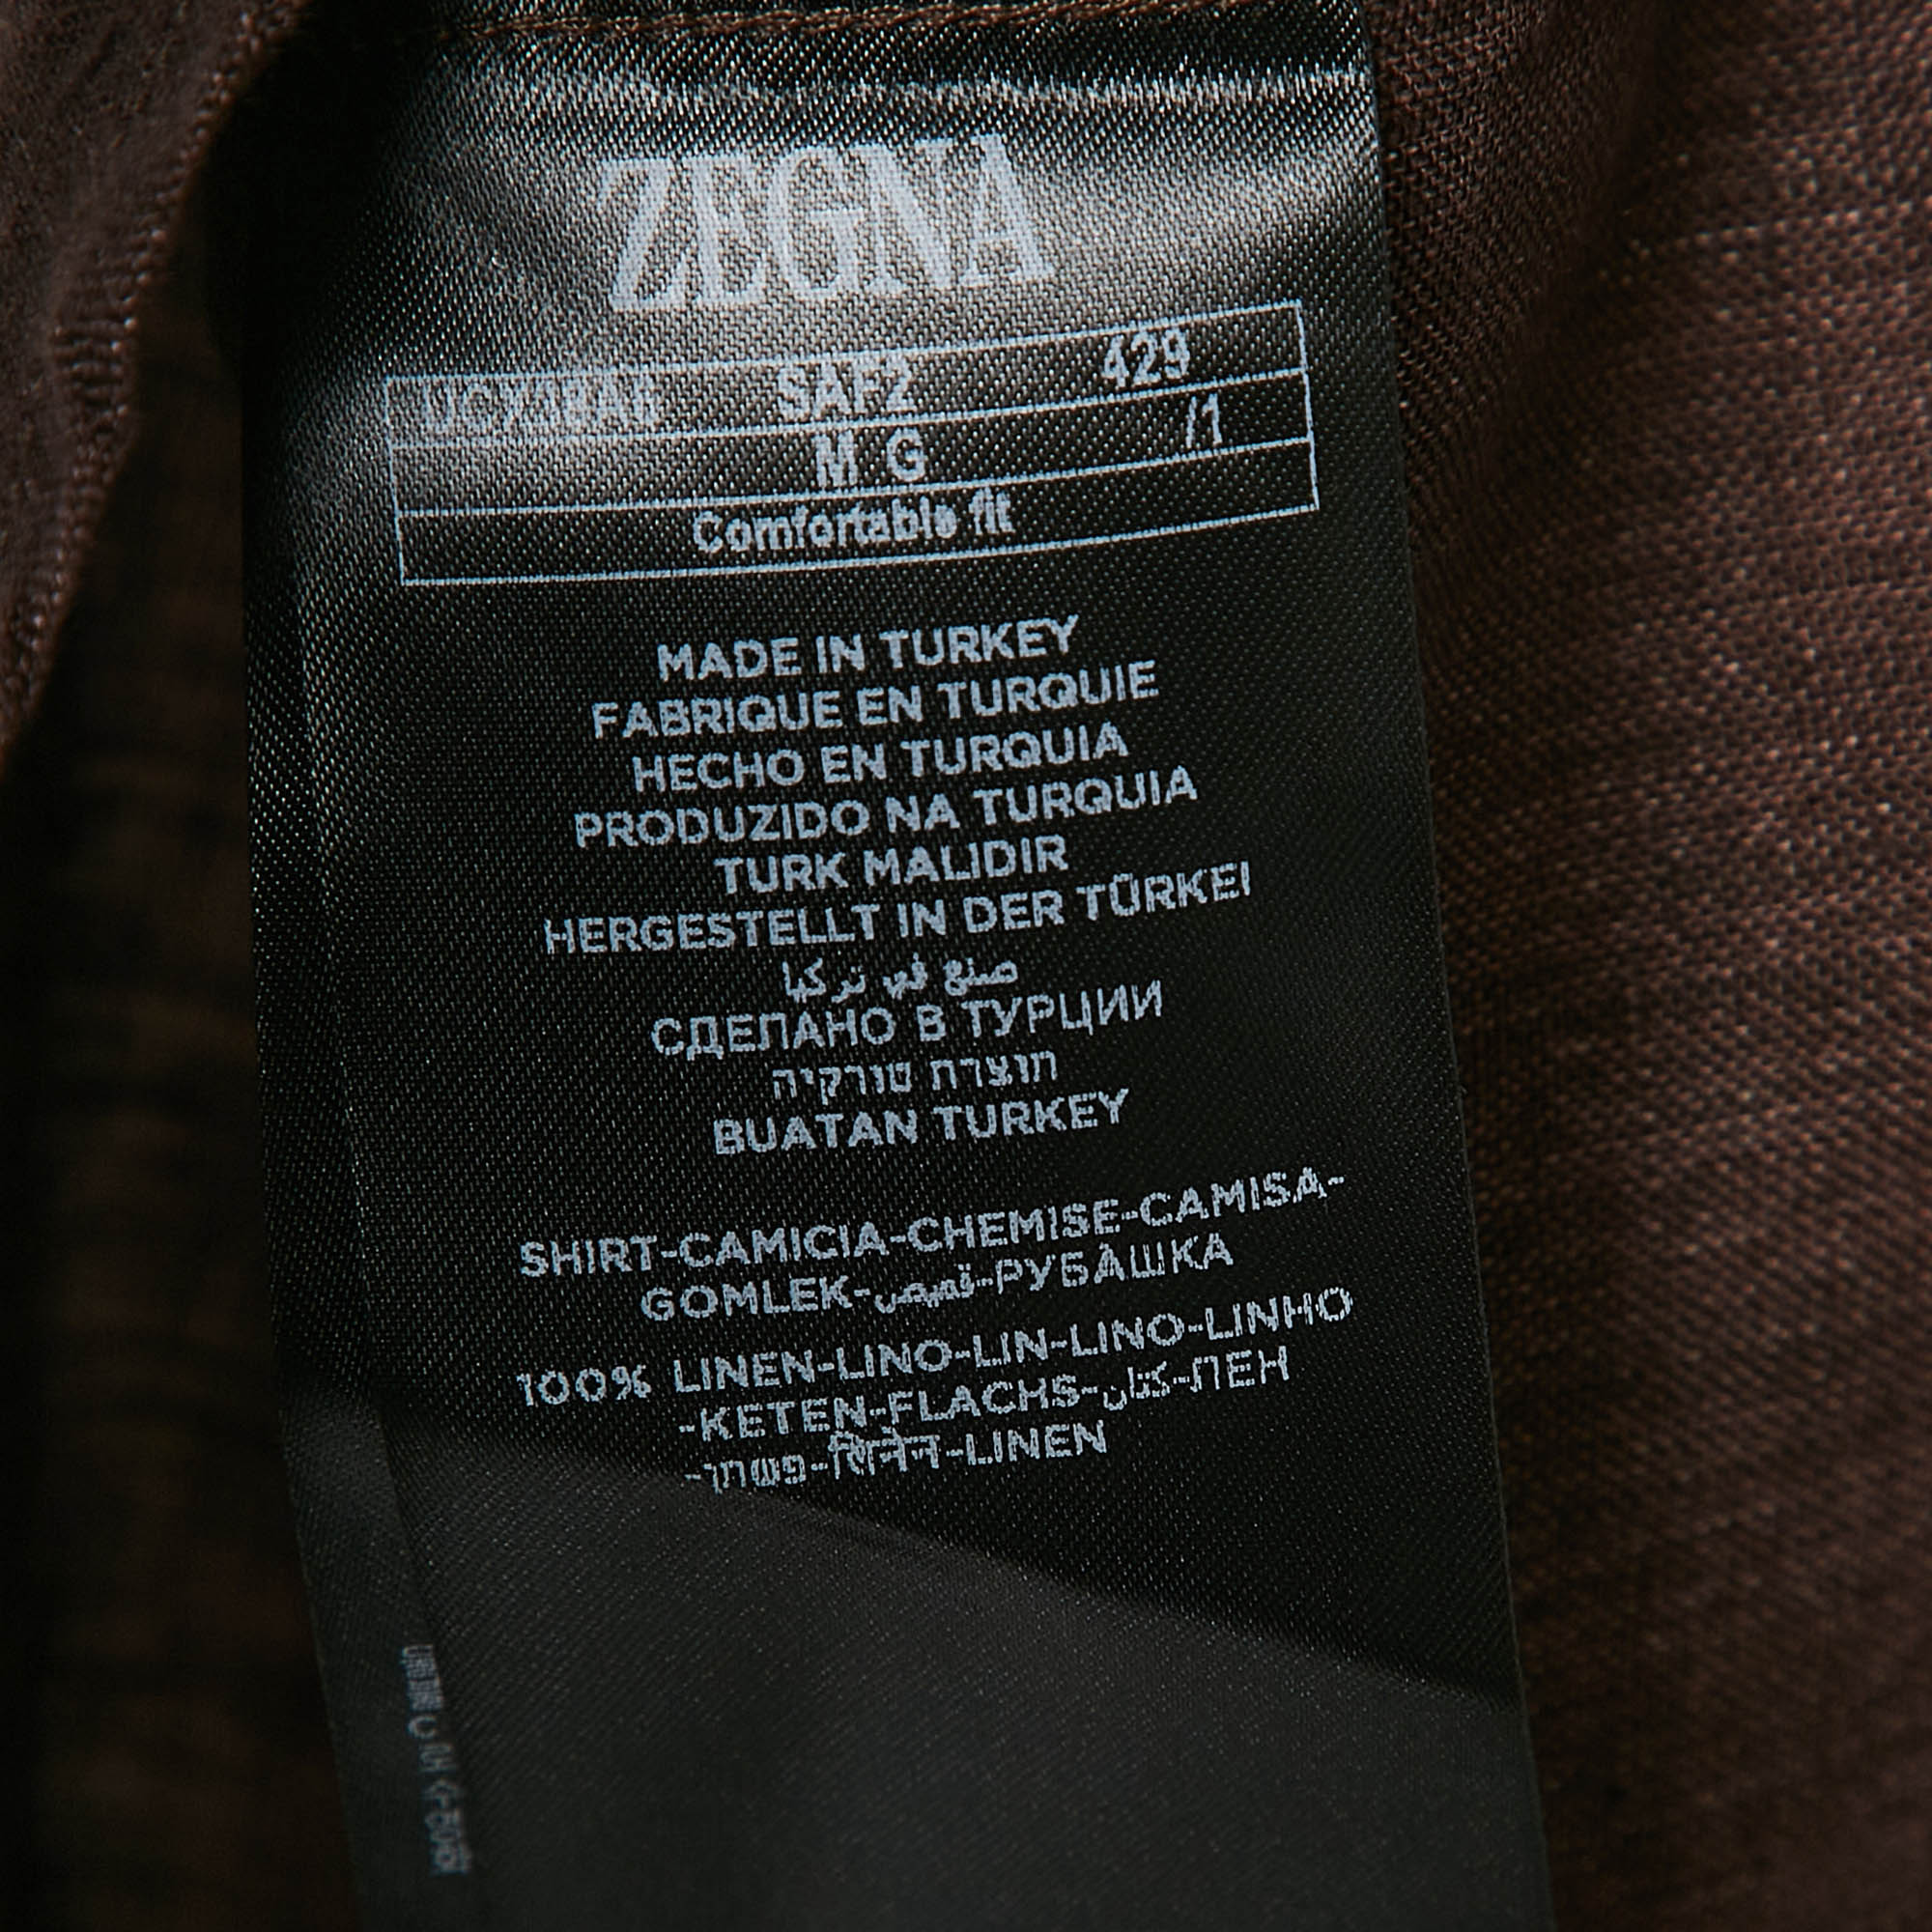 ZEGNA
SAF2 429
M G /1
Comfortable fit
MADE IN TURKEY
FABRIQUE EN TURQUIE
HECHO EN TURQUIA
PRODUZIDO NA TURQUIA
TURK MALIDIR
HERGESTELLT IN DER TÜRKEI
صنع في تركيا
СДЕЛАНО В ТУРЦИИ
תוצרת טורקיה
BUATAN TURKEY
SHIRT-CAMICIA-CHEMISE-CAMISA-
GOMLEK-قميص-РУБАШКА
100% LINEN-LINO-LIN-LINO-LINHO
-KETEN-FLACHS-كتان-ЛЕН
-פשתן-लिनेन-LINEN